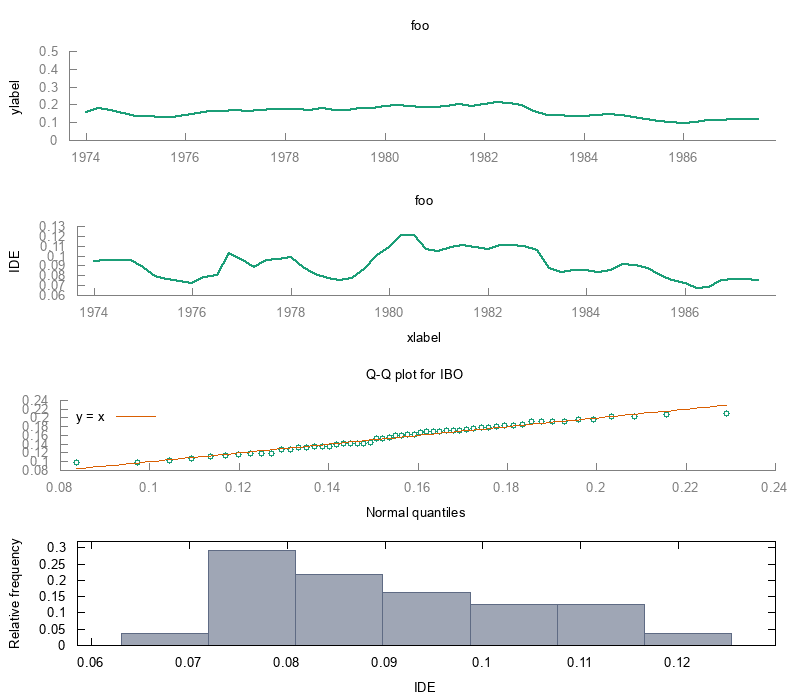 foo
ylabel
0.5
0.4
0.3
0.2
0.1
0
1974 1976 1978 1980 1982 1984 1986
foo
IDE
0.13
0.12
0.11
0.1
0.09
0.08
0.07
0.06
1974 1976 1978 1980 1982 1984 1986
xlabel
Q-Q plot for IBO
0.24
0.22
0.2
0.18
0.16
0.14
0.12
0.1
0.08
y = x
0.08 0.1 0.12 0.14 0.16 0.18 0.2 0.22 0.24
Normal quantiles
Relative frequency
0.3
0.25
0.2
0.15
0.1
0.05
0
0.06 0.07 0.08 0.09 0.1 0.11 0.12
IDE